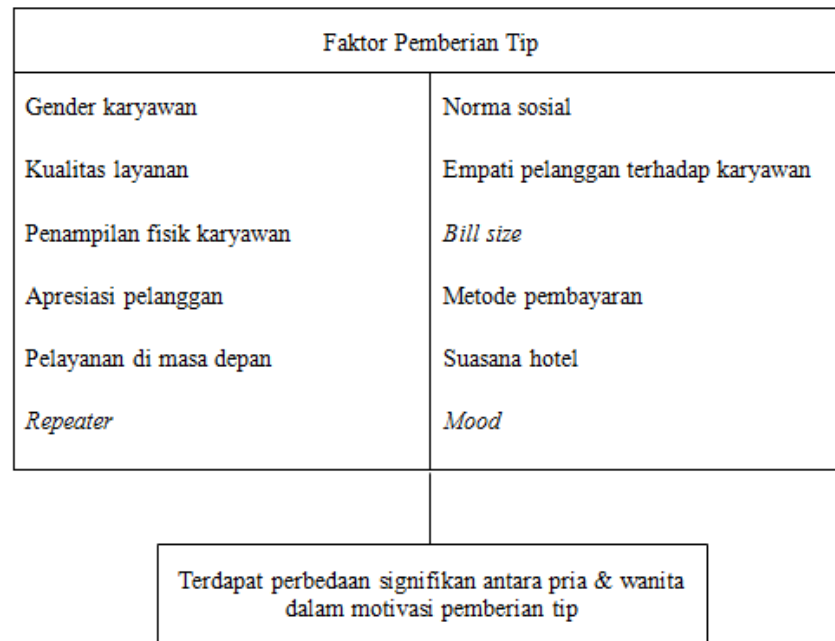 Faktor Pemberian Tip
Gender karyawan
Kualitas layanan
Penampilan fisik karyawan
Apresiasi pelanggan
Pelayanan di masa depan
Repeater
Norma sosial
Empati pelanggan terhadap karyawan
Bill size
Metode pembayaran
Suasana hotel
Mood
Terdapat perbedaan signifikan antara pria & wanita
dalam motivasi pemberian tip